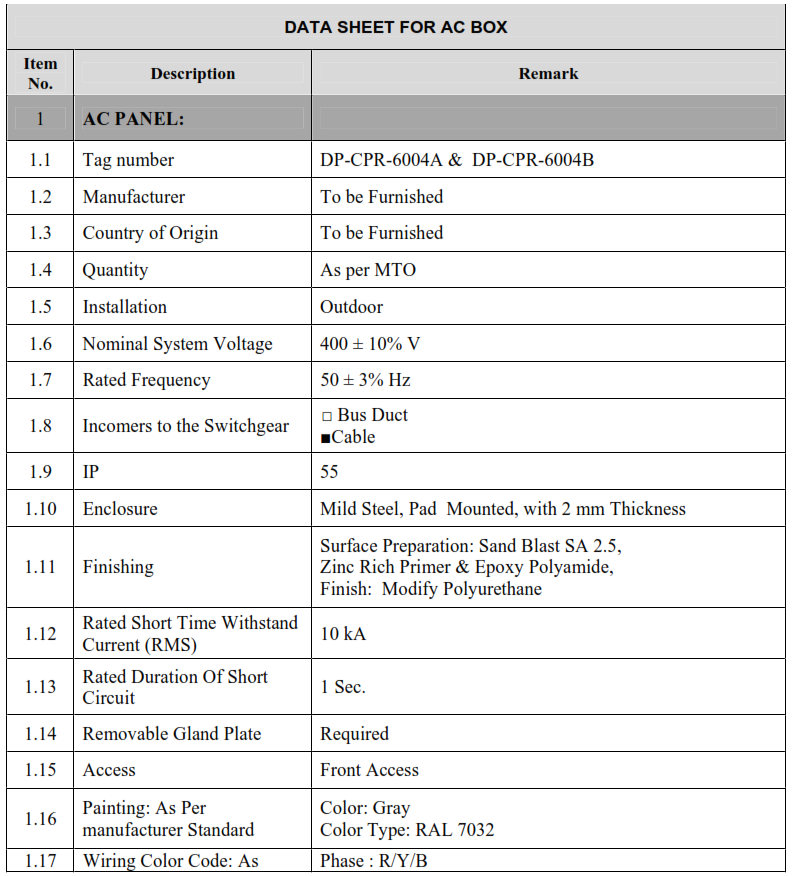 DATA SHEET FOR AC BOX
Item No. Description Remark
1 AC PANEL:
1.1 Tag number DP-CPR-6004A & DP-CPR-6004B
1.2 Manufacturer To be Furnished
1.3 Country of Origin To be Furnished
1.4 Quantity As per MTO
1.5 Installation Outdoor
1.6 Nominal System Voltage 400 ± 10% V
1.7 Rated Frequency 50 ± 3% Hz
1.8 Incomers to the Switchgear □ Bus Duct
■Cable
1.9 IP 55
1.10 Enclosure Mild Steel, Pad Mounted, with 2 mm Thickness
1.11 Finishing Surface Preparation: Sand Blast SA 2.5,
Zinc Rich Primer & Epoxy Polyamide,
Finish: Modify Polyurethane
1.12 Rated Short Time Withstand
Current (RMS) 10 kA
1.13 Rated Duration Of Short
Circuit 1 Sec.
1.14 Removable Gland Plate Required
1.15 Access Front Access
1.16 Painting: As Per
manufacturer Standard Color: Gray
Color Type: RAL 7032
1.17 Wiring Color Code: As Phase : R/Y/B